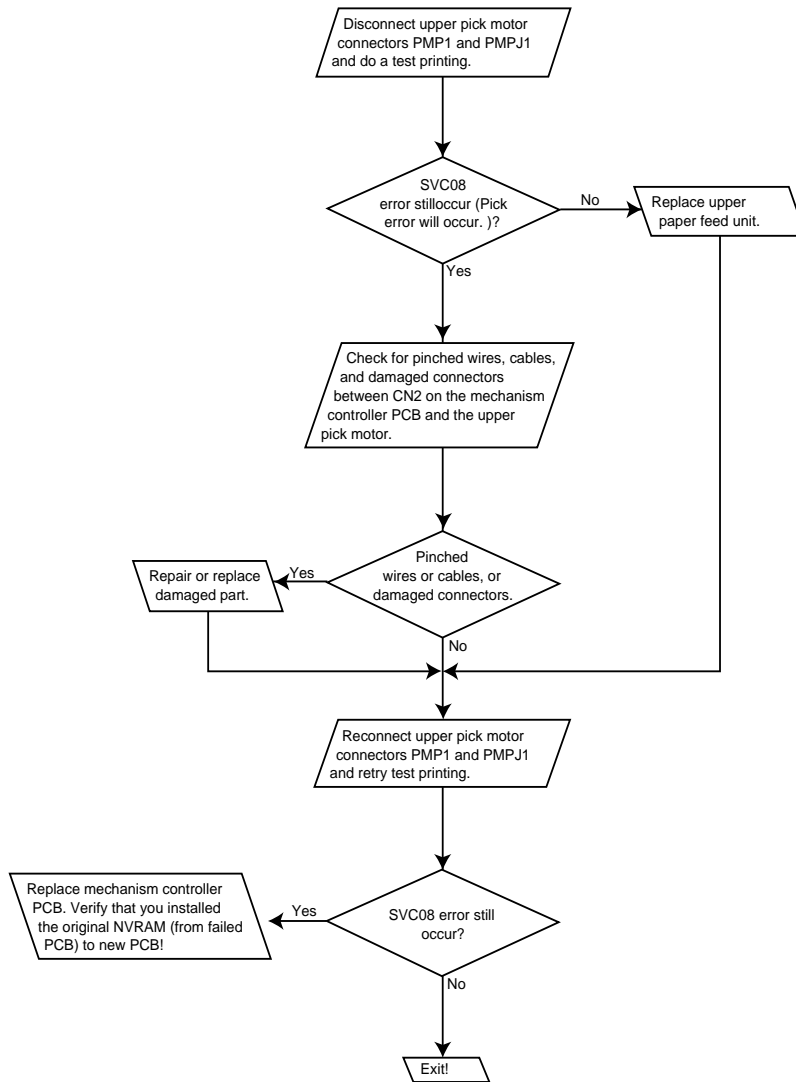 Disconnect upper pick motor
connectors PMP1 and PMPJ1
and do a test printing.
SVC08
error stilloccur (Pick
error will occur. )?
No
Replace upper
paper feed unit.
Yes
Check for pinched wires, cables,
and damaged connectors
between CN2 on the mechanism
controller PCB and the upper
pick motor.
Pinched
wires or cables, or
damaged connectors.
Yes
Repair or replace
damaged part.
No
Reconnect upper pick motor
connectors PMP1 and PMPJ1
and retry test printing.
SVC08 error still
occur?
Yes
Replace mechanism controller
PCB. Verify that you installed
the original NVRAM (from failed
PCB) to new PCB!
No
Exit!